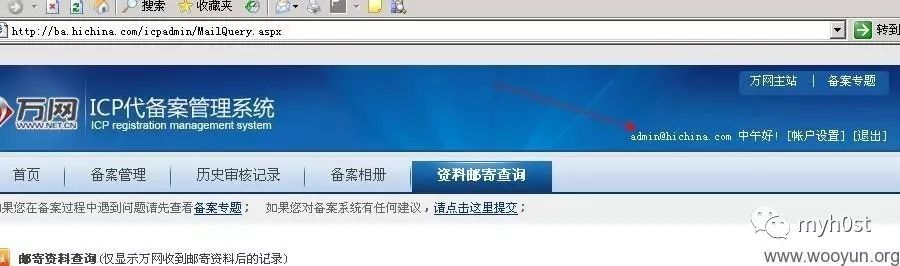 搜索 收藏夹
http://ba.hichina.com/icpadmin/MailQuery.aspx 转到
万网主站 | 备案专题
万网 ICP代备案管理系统
WWW.NET.CN ICP registration management system
admin@hichina.com 中午好! [帐户设置] [退出]
首页 备案管理 历史审核记录 备案相册 资料邮寄查询
如果您在备案过程中遇到问题请先查看备案专题; 如果您对备案系统有任何建议,请点击这里提交;
邮寄资料查询(仅显示万网收到邮寄资料后的记录)
myh0st
www.wooyun.org